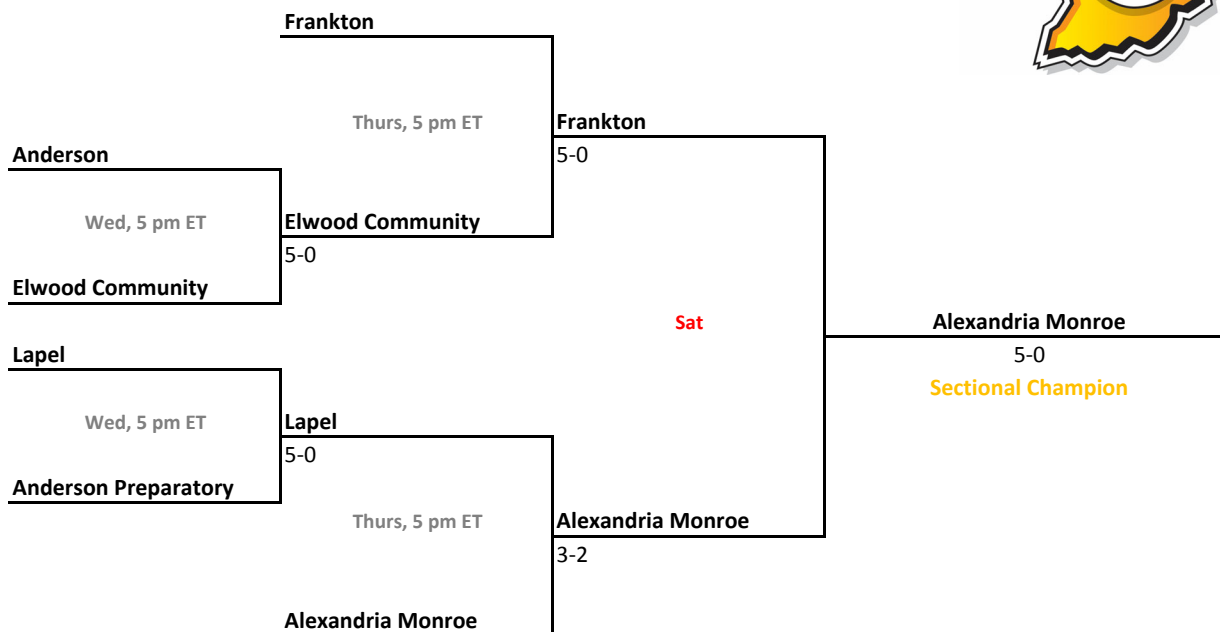 Frankton
Thurs, 5 pm ET
Frankton
Anderson
5-0
Wed, 5 pm ET
Elwood Community
5-0
Elwood Community
Sat
Alexandria Monroe
Lapel
5-0
Sectional Champion
Wed, 5 pm ET
Lapel
5-0
Anderson Preparatory
Thurs, 5 pm ET
Alexandria Monroe
3-2
Alexandria Monroe